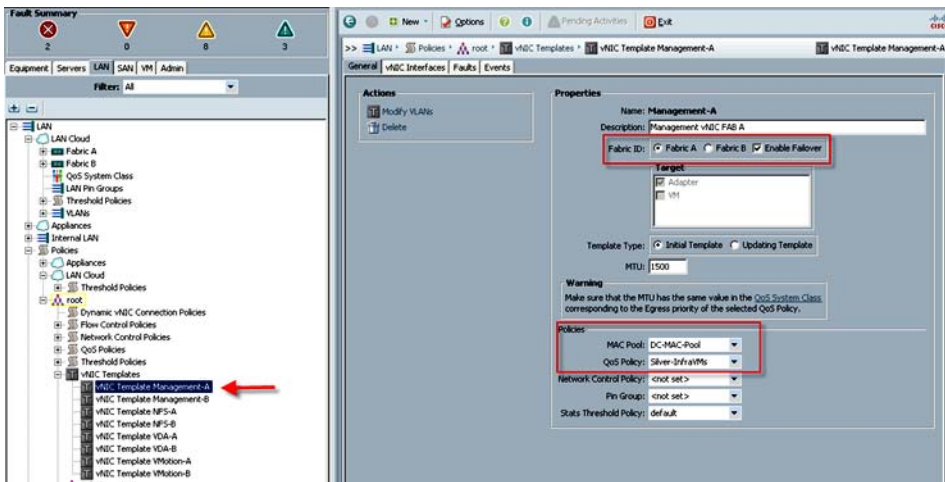 Fault Summary
2 0 8 3
Equipment Servers LAN SAN VM Admin
Filter: All
LAN
LAN Cloud
Fabric A
Fabric B
QoS System Class
LAN Pin Groups
Threshold Policies
VLANs
Appliances
Internal LAN
Policies
Appliances
LAN Cloud
Threshold Policies
root
Dynamic vNIC Connection Policies
Flow Control Policies
Network Control Policies
QoS Policies
Threshold Policies
vNIC Templates
vNIC Template Management-A
vNIC Template Management-B
vNIC Template NFS-A
vNIC Template NFS-B
vNIC Template VDA-A
vNIC Template VDA-B
vNIC Template VMotion-A
vNIC Template VMotion-B
New Options Pending Activities Exit
>> LAN Policies root vNIC Templates vNIC Template Management-A vNIC Template Management-A
General vNIC Interfaces Faults Events
Actions
Modify VLANs
Delete
Properties
Name: Management-A
Description: Management vNIC FAB A
Fabric ID: Fabric A Fabric B Enable Failover
Target
Adapter
VM
Template Type: Initial Template Updating Template
MTU: 1500
Warning
Make sure that the MTU has the same value in the QoS System Class
corresponding to the Egress priority of the selected QoS Policy.
Policies
MAC Pool: DC-MAC-Pool
QoS Policy: Silver-InfraVMs
Network Control Policy: <not set>
Pin Group: <not set>
Stats Threshold Policy: default